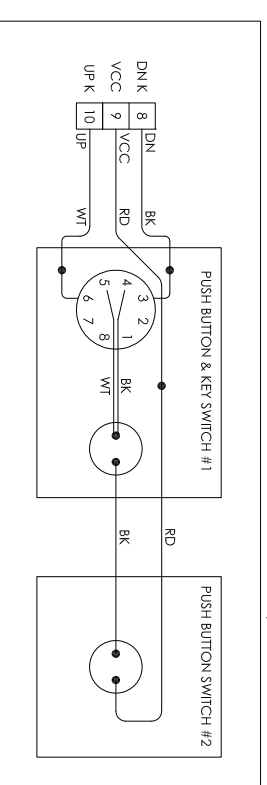 PUSH BUTTON & KEY SWITCH #1
PUSH BUTTON SWITCH #2
DN K
8
DN
BK
VCC
9
VCC
RD
UP K
10
UP
WT
3
2
4
1
5
8
6
7
BK
WT
BK
RD